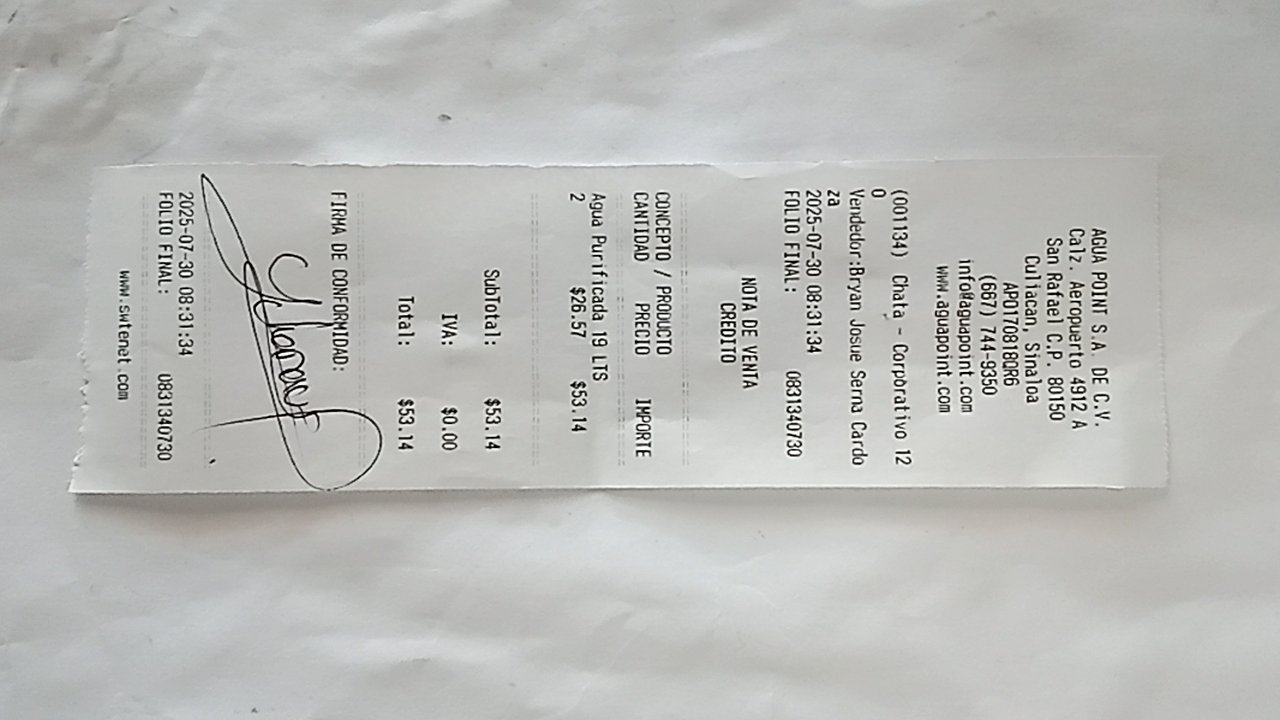 AGUA POINT S.A. DE C.V.
Calz. Aeropuerto 4912 A
San Rafael C.P. 80150
Culiacan, Sinaloa
APO170818QR6
(667) 744-9350
info@aguapoint.com
www.aguapoint.com
(001134) Chata - Corporativo 12
0
Vendedor:Bryan Josue Serna Cardo
za
2025-07-30 08:31:34
FOLIO FINAL: 0831340730
NOTA DE VENTA
CREDITO
CONCEPTO / PRODUCTO
CANTIDAD PRECIO IMPORTE
Agua Purificada 19 LTS
2 $26.57 $53.14
SubTotal: $53.14
IVA: $0.00
Total: $53.14
FIRMA DE CONFORMIDAD:
2025-07-30 08:31:34
FOLIO FINAL: 0831340730
www.swtenet.com